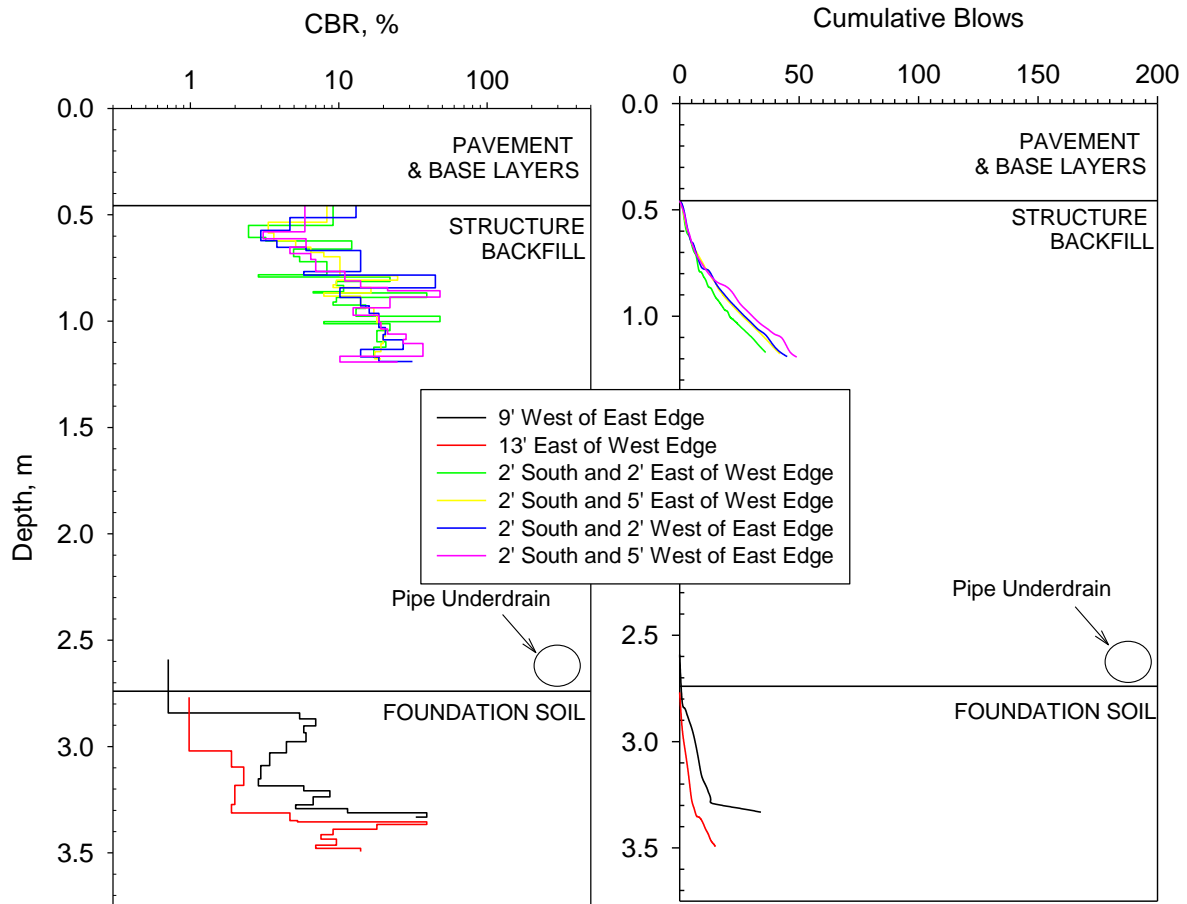 CBR, %
1 10 100
Cumulative Blows
0 50 100 150 200
Depth, m
0.0
0.5
1.0
1.5
2.0
2.5
3.0
3.5
PAVEMENT
& BASE LAYERS
STRUCTURE
BACKFILL
Pipe Underdrain
FOUNDATION SOIL
0.0
0.5
1.0
1.5
2.0
2.5
3.0
3.5
PAVEMENT
& BASE LAYERS
STRUCTURE
BACKFILL
Pipe Underdrain
FOUNDATION SOIL
9' West of East Edge
13' East of West Edge
2' South and 2' East of West Edge
2' South and 5' East of West Edge
2' South and 2' West of East Edge
2' South and 5' West of East Edge